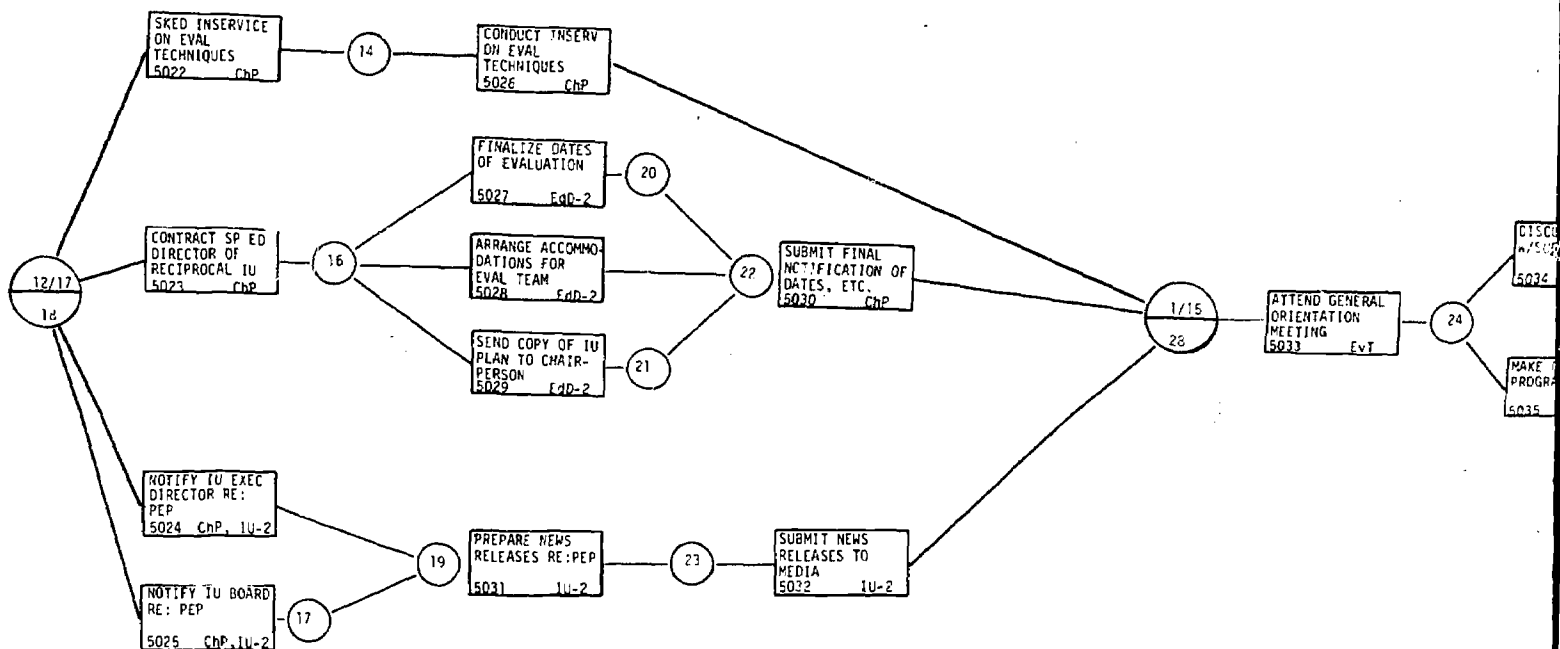 SKED INSERVICE
ON EVAL
TECHNIQUES
5022 ChP
14
CONDUCT INSERV
ON EVAL
TECHNIQUES
5026 ChP
FINALIZE DATES
OF EVALUATION
5027 EdD-2
20
12/17
18
CONTRACT SP ED
DIRECTOR OF
RECIPROCAL IU
5023 ChP
16
ARRANGE ACCOMMO-
DATIONS FOR
EVAL TEAM
5028 EdD-2
22
SUBMIT FINAL
NOTIFICATION OF
DATES, ETC.
5030 ChP
SEND COPY OF IU
PLAN TO CHAIR-
PERSON
5029 EdD-2
21
1/15
28
ATTEND GENERAL
ORIENTATION
MEETING
5033 EvT
24
5034
MAKE
PROGRA
5035
NOTIFY IU EXEC
DIRECTOR RE:
PEP
5024 ChP, IU-2
19
NOTIFY IU BOARD
RE: PEP
5025 ChP,IU-2
17
PREPARE NEWS
RELEASES RE:PEP
5031 IU-2
23
SUBMIT NEWS
RELEASES TO
MEDIA
5032 IU-2